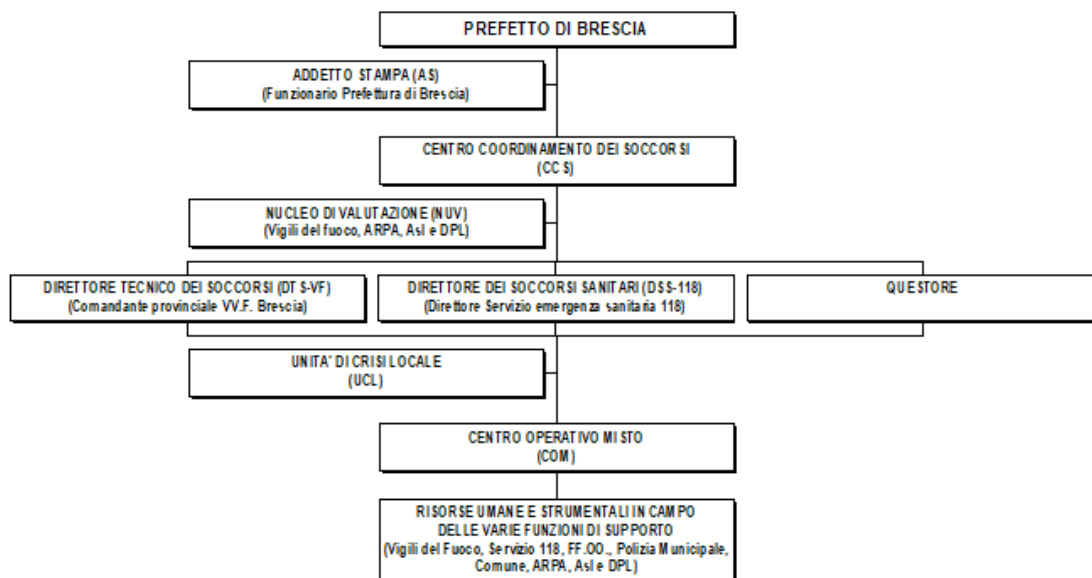 PREFETTO DI BRESCIA
ADDETTO STAMPA (AS)
(Funzionario Prefettura di Brescia)
CENTRO COORDINAMENTO DEI SOCCORSI
(CCS)
NUCLEO DI VALUTAZIONE (NUV)
(Vigili del fuoco, ARPA, Asl e DPL)
DIRETTORE TECNICO DEI SOCCORSI (DTS-VF)
(Comandante provinciale VV.F. Brescia)
DIRETTORE DEI SOCCORSI SANITARI (DSS-118)
(Direttore Servizio emergenza sanitaria 118)
QUESTORE
UNITA' DI CRISI LOCALE
(UCL)
CENTRO OPERATIVO MISTO
(COM)
RISORSE UMANE E STRUMENTALI IN CAMPO
DELLE VARIE FUNZIONI DI SUPPORTO
(Vigili del Fuoco, Servizio 118, FF.OO., Polizia Municipale,
Comune, ARPA, Asl e DPL)